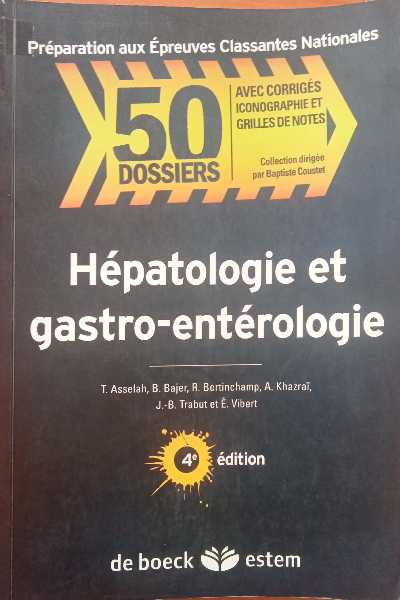 Préparation aux Épreuves Classantes Nationales
50
DOSSIERS
AVEC CORRIGÉS
ICONOGRAPHIE ET
GRILLES DE NOTES
Collection dirigée
par Baptiste Coustet
Hépatologie et
gastro-entérologie
T. Asselah, B. Bajer, R. Bertinchamp, A. Khazraï,
J.-B. Trabut et É. Vibert
4e édition
de boeck estem